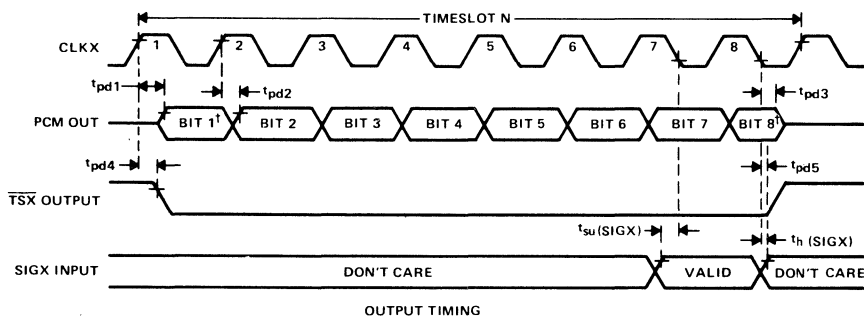 TIMESLOT N
CLKX 1 2 3 4 5 6 7 8
tpd1 tpd2 tpd3
PCM OUT BIT 1† BIT 2 BIT 3 BIT 4 BIT 5 BIT 6 BIT 7 BIT 8†
tpd4 tpd5
TSX OUTPUT
tsu(SIGX) th (SIGX)
SIGX INPUT DON'T CARE VALID DON'T CARE
OUTPUT TIMING